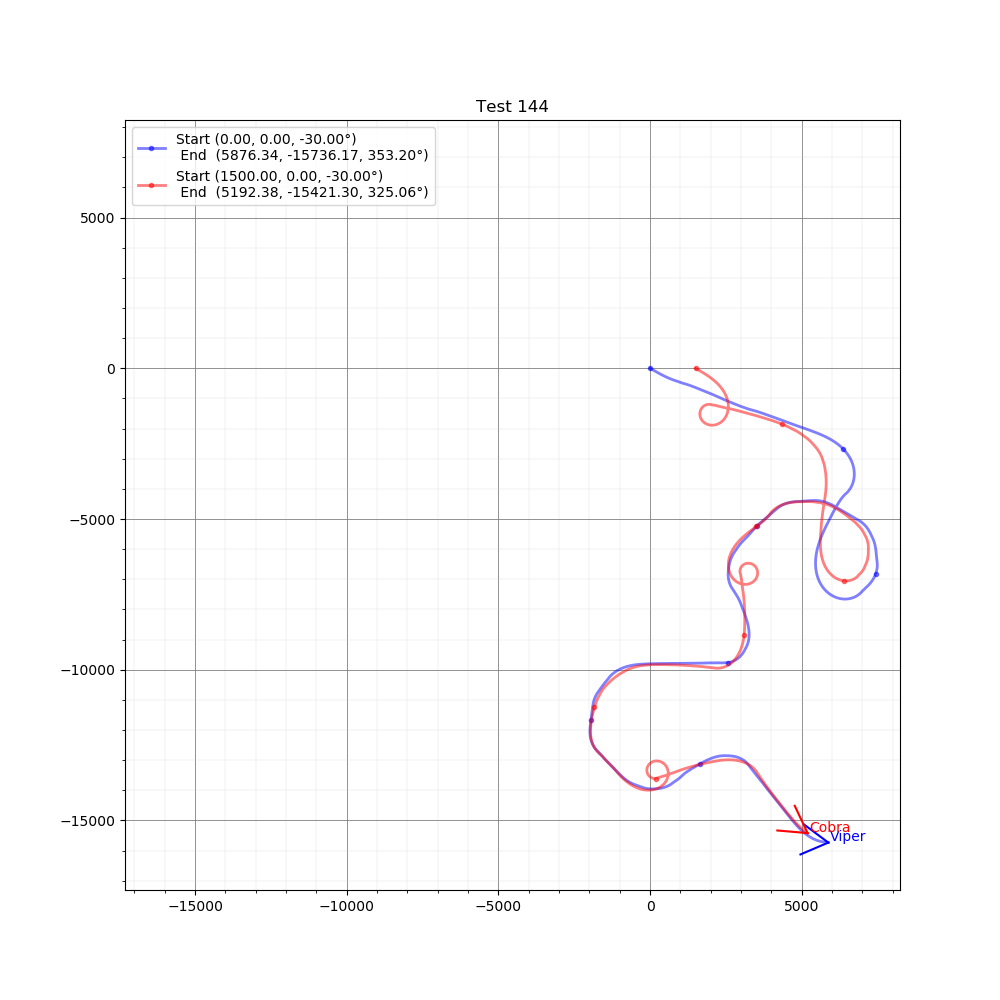 Test 144
Start (0.00, 0.00, -30.00°)
End (5876.34, -15736.17, 353.20°)
Start (1500.00, 0.00, -30.00°)
End (5192.38, -15421.30, 325.06°)
5000
0
−5000
−10000
−15000
Cobra
Viper
−15000 −10000 −5000 0 5000